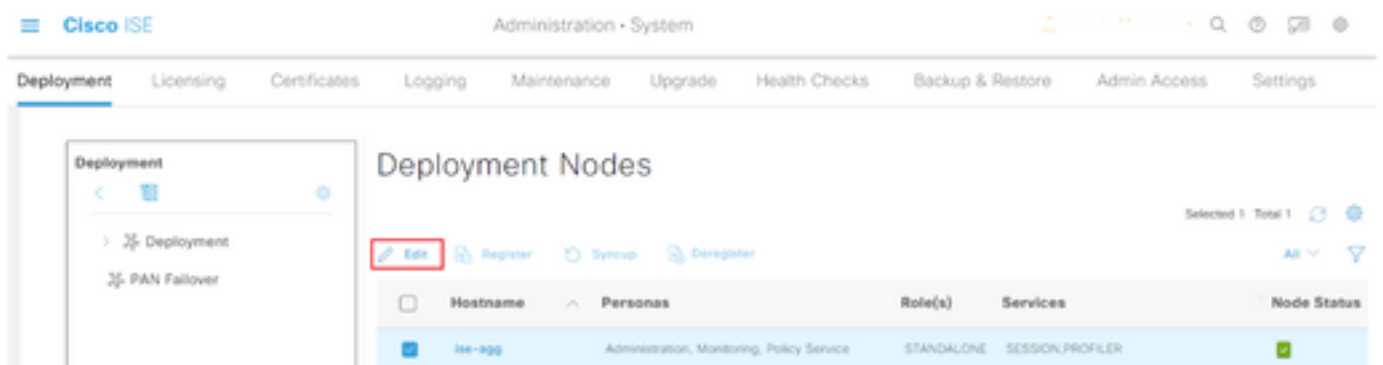 Cisco ISE Administration • System
Deployment Licensing Certificates Logging Maintenance Upgrade Health Checks Backup & Restore Admin Access Settings
Deployment
Deployment
PAN Failover
Deployment Nodes
Selected 1 Total 1
Edit Register Syncup Deregister All
Hostname Personas Role(s) Services Node Status
ise-agg Administration, Monitoring, Policy Service STANDALONE SESSION,PROFILER